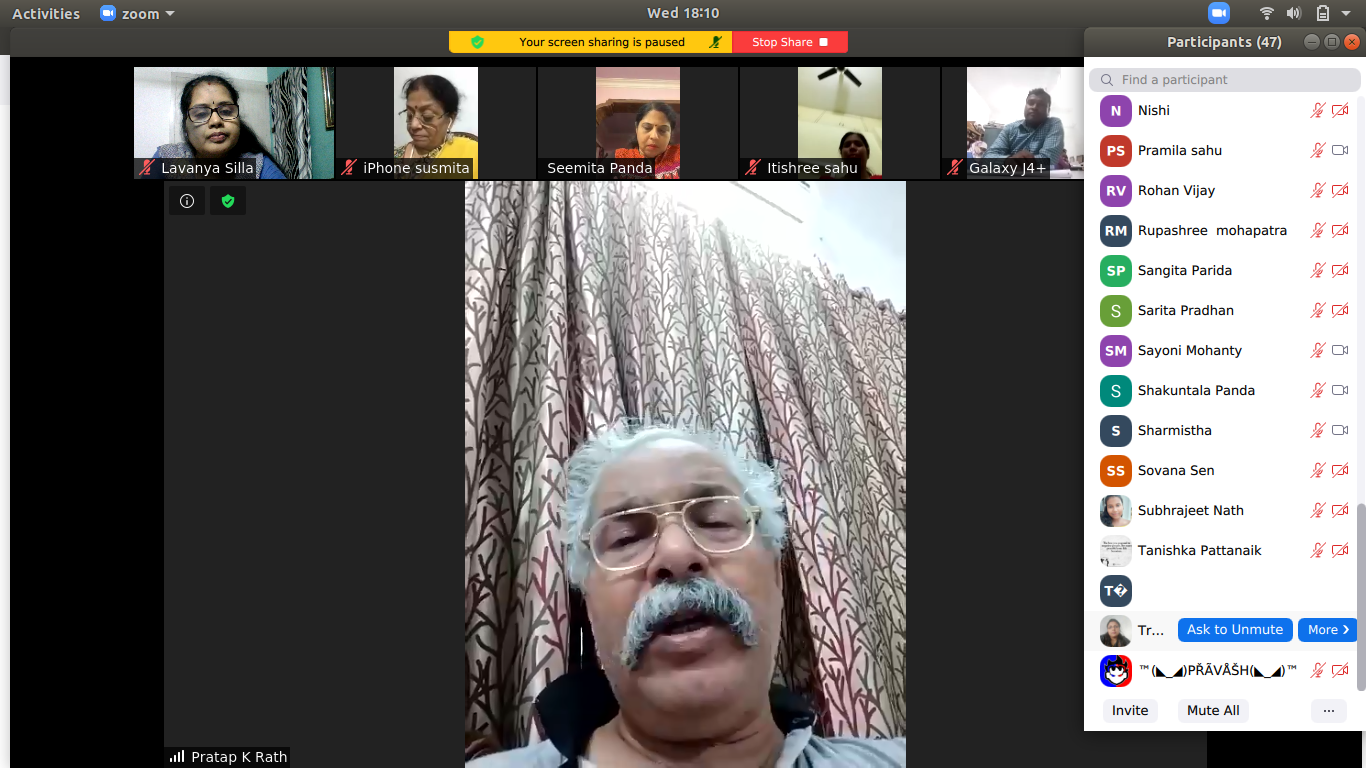 Activities
zoom
Wed 18:10
Your screen sharing is paused
Stop Share
Participants (47)
Find a participant
Lavanya Silla
iPhone susmita
Seemita Panda
Itishree sahu
Galaxy J4+
N Nishi
PS Pramila sahu
RV Rohan Vijay
RM Rupashree mohapatra
SP Sangita Parida
S Sarita Pradhan
SM Sayoni Mohanty
S Shakuntala Panda
S Sharmistha
SS Sovana Sen
Subhrajeet Nath
Tanishka Pattanaik
T�
Tr... Ask to Unmute More
™(◣_◢)PŘÃVÅŠH(◣_◢)™
Invite Mute All ...
Pratap K Rath